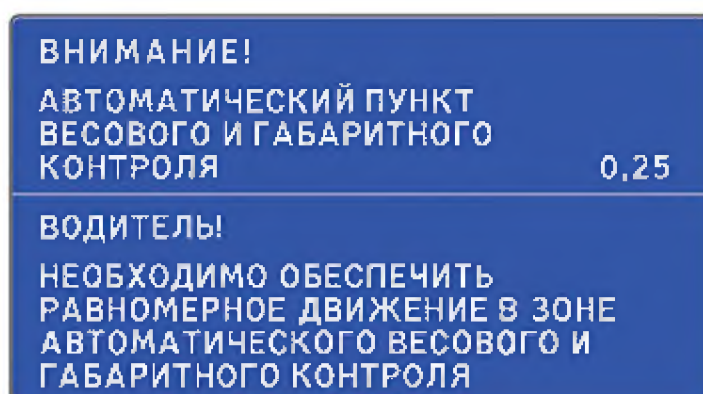 ВНИМАНИЕ!
АВТОМАТИЧЕСКИЙ ПУНКТ
ВЕСОВОГО И ГАБАРИТНОГО
КОНТРОЛЯ 0,25
ВОДИТЕЛЬ!
НЕОБХОДИМО ОБЕСПЕЧИТЬ
РАВНОМЕРНОЕ ДВИЖЕНИЕ В ЗОНЕ
АВТОМАТИЧЕСКОГО ВЕСОВОГО И
ГАБАРИТНОГО КОНТРОЛЯ